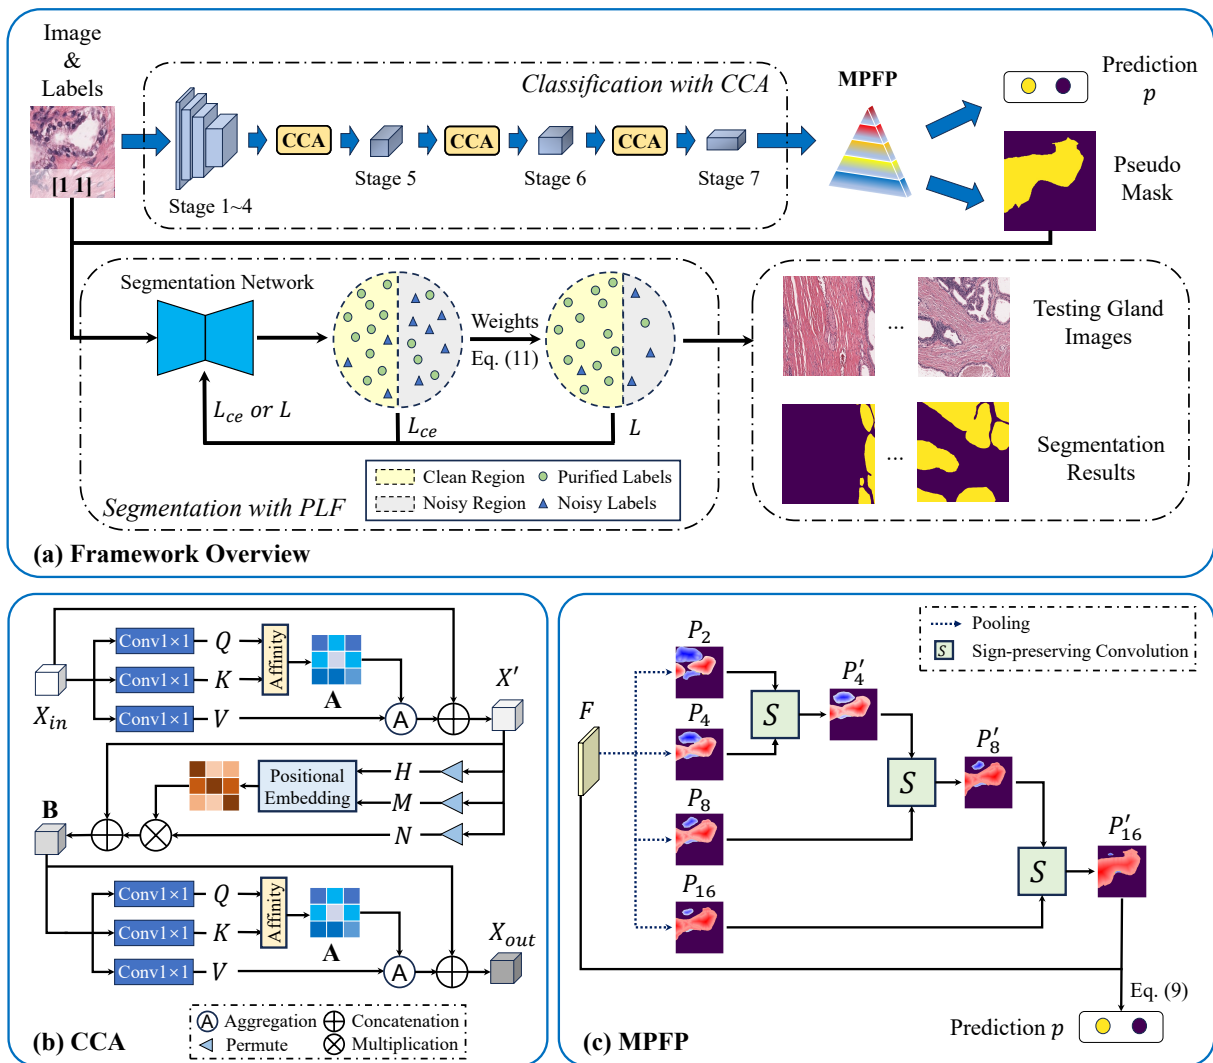 Image
&
Labels
[1 1]
Classification with CCA
CCA
CCA
CCA
Stage 1~4
Stage 5
Stage 6
Stage 7
MPFP
Prediction
p
Pseudo
Mask
Segmentation Network
Weights
Eq. (11)
L_ce or L
L_ce
L
Clean Region
Purified Labels
Noisy Region
Noisy Labels
Segmentation with PLF
...
Testing Gland
Images
...
Segmentation
Results
(a) Framework Overview
X_in
Conv1×1
Q
Conv1×1
K
Conv1×1
V
Affinity
A
A
X'
Positional
Embedding
H
M
N
B
Conv1×1
Q
Conv1×1
K
Conv1×1
V
Affinity
A
A
X_out
A Aggregation
Concatenation
Permute
Multiplication
(b) CCA
Pooling
S Sign-preserving Convolution
F
P_2
P_4
P_8
P_16
S
P'_4
S
P'_8
S
P'_16
Eq. (9)
Prediction p
(c) MPFP